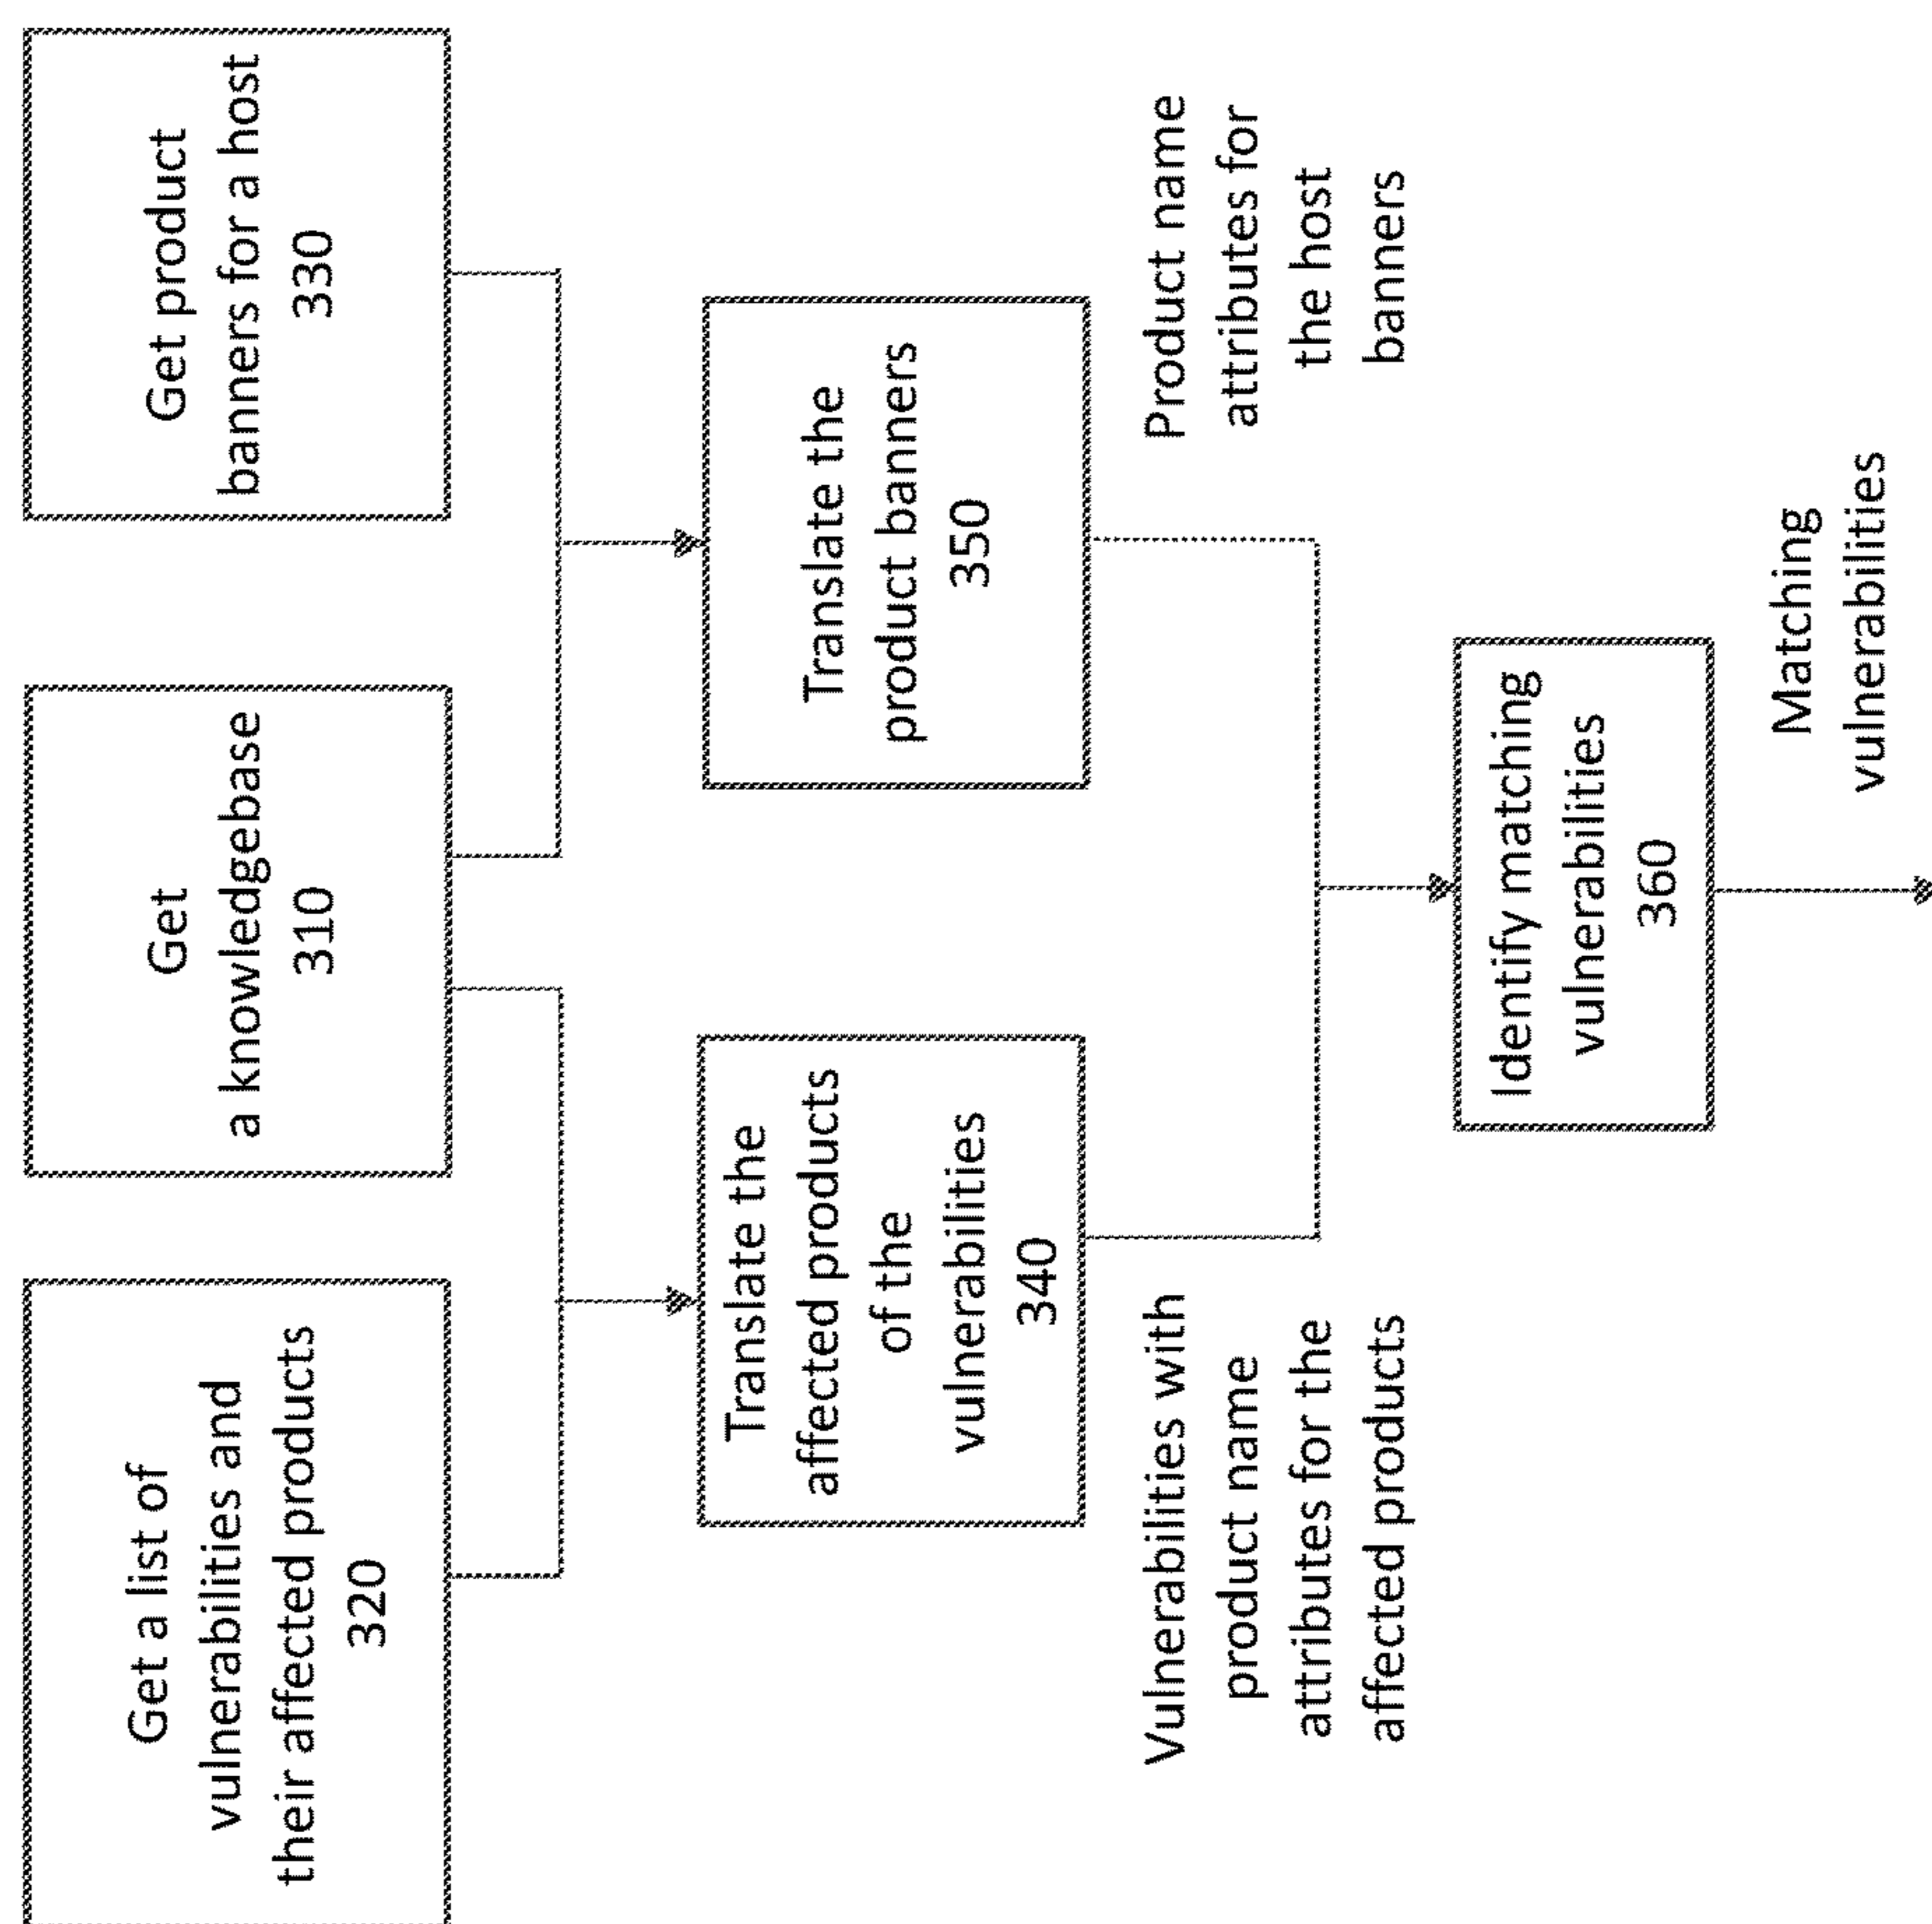 Get a list of
vulnerabilities and
their affected products
320
Get
a knowledgebase
310
Get product
banners for a host
330
Translate the
affected products
of the
vulnerabilities
340
Translate the
product banners
350
Vulnerabilities with
product name
attributes for the
affected products
Product name
attributes for
the host
banners
Identify matching
vulnerabilities
360
Matching
vulnerabilities